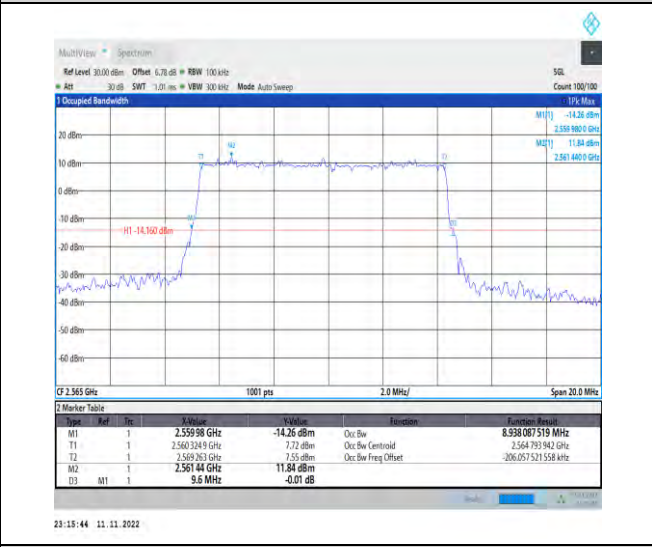 MultiView Spectrum
Ref Level 30.00 dBm Offset 6.78 dB RBW 100 kHz SGL
Att 30 dB SWT 1.01 ms VBW 300 kHz Mode Auto Sweep Count 100/100
1 Occupied Bandwidth 1Pk Max
M1[1] -14.26 dBm
2.559 980 0 GHz
M2[1] 11.84 dBm
2.561 440 0 GHz
20 dBm
10 dBm
0 dBm
-10 dBm
H1 -14.160 dBm
-20 dBm
-30 dBm
-40 dBm
-50 dBm
-60 dBm
T1
M2
T2
CF 2.565 GHz 1001 pts 2.0 MHz/ Span 20.0 MHz
2 Marker Table
Type Ref Trc X-Value Y-Value Function Function Result
M1 1 2.55998 GHz -14.26 dBm Occ Bw 8.938 087 519 MHz
T1 1 2.560 324 9 GHz 7.72 dBm Occ Bw Centroid 2.564 793 942 GHz
T2 1 2.569 263 GHz 7.55 dBm Occ Bw Freq Offset -206.057 521 558 kHz
M2 1 2.561 44 GHz 11.84 dBm
D3 M1 1 9.6 MHz -0.01 dB
23:15:44 11.11.2022